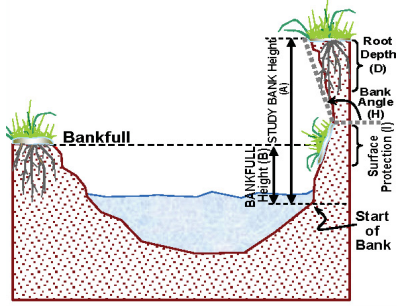 Root
Depth
(D)
Bank
Angle
(H)
Surface
Protection (I)
STUDY BANK Height
(A)
Bankfull
BANKFULL
Height (B)
Start
of
Bank